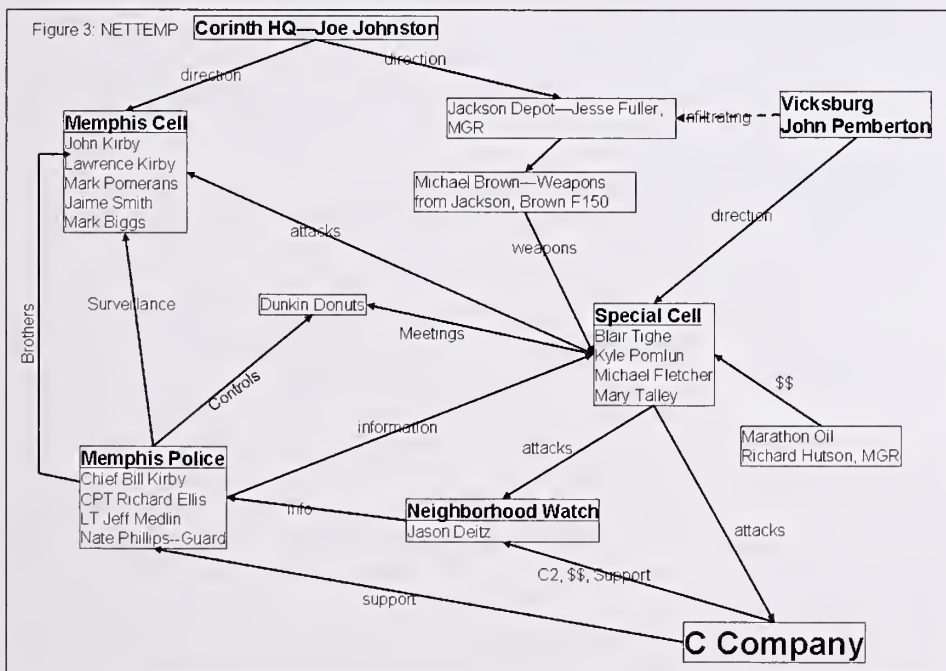 Figure 3: NETTEMP
Corinth HQ—Joe Johnston
direction
direction
Memphis Cell
John Kirby
Lawrence Kirby
Mark Pomerans
Jaime Smith
Mark Biggs
Jackson Depot—Jesse Fuller,
MGR
infiltrating
Vicksburg
John Pemberton
Michael Brown—Weapons
from Jackson, Brown F150
direction
attacks
weapons
Surveillance
Dunkin Donuts
Meetings
Brothers
Controls
Special Cell
Blair Tighe
Kyle Pomlun
Michael Fletcher
Mary Talley
$$
information
attacks
Marathon Oil
Richard Hutson, MGR
Memphis Police
Chief Bill Kirby
CPT Richard Ellis
LT Jeff Medlin
Nate Phillips--Guard
info
Neighborhood Watch
Jason Deitz
attacks
C2, $$, Support
support
C Company